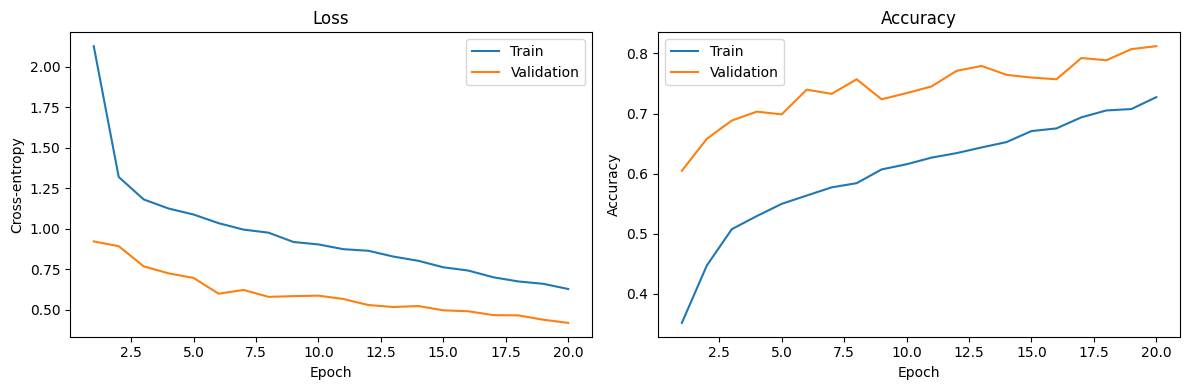 Loss
Train
Validation
2.00
1.75
1.50
1.25
1.00
0.75
0.50
Cross-entropy
2.5 5.0 7.5 10.0 12.5 15.0 17.5 20.0
Epoch
Accuracy
Train
Validation
0.8
0.7
0.6
0.5
0.4
Accuracy
2.5 5.0 7.5 10.0 12.5 15.0 17.5 20.0
Epoch